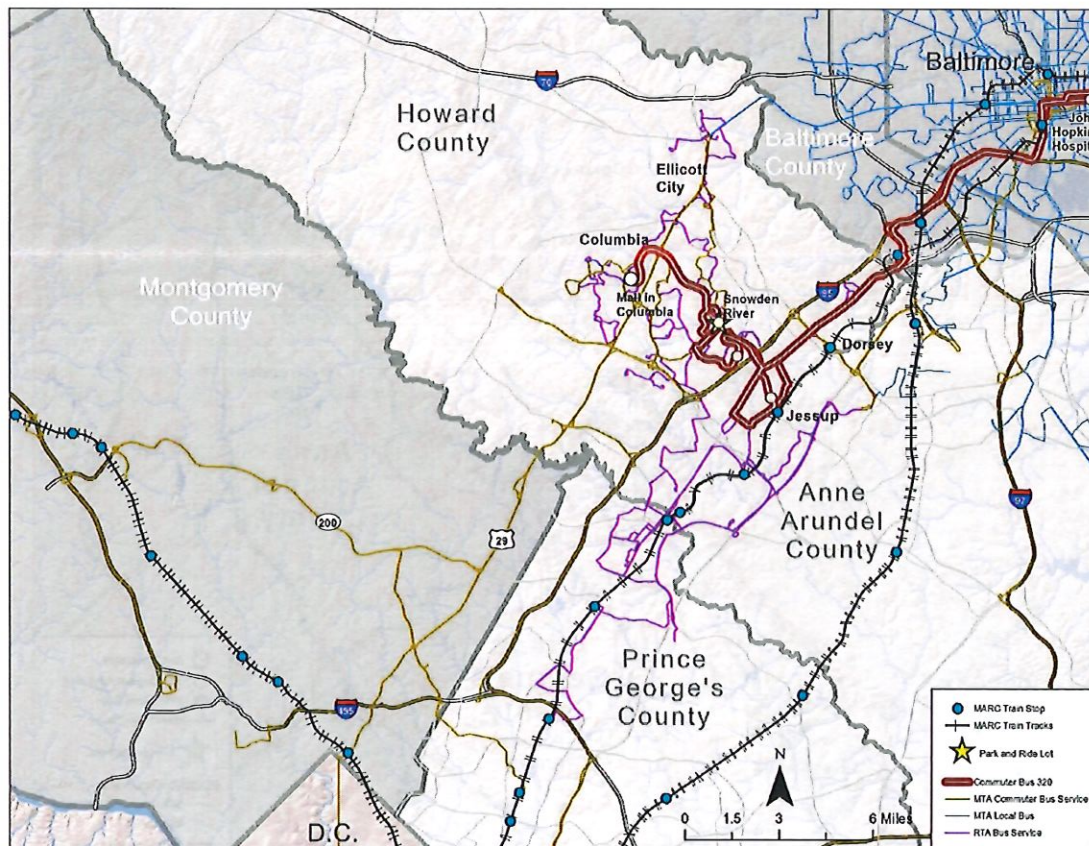 Baltimore
70
Howard
County
John
Hopkin
Hospit
Baltimore
County
Ellicott
City
Columbia
Montgomery
County
Mall in
Columbia
Snowden
River
95
Dorsey
Jessup
Anne
Arundel
County
97
200
29
Prince
George's
County
495
D.C.
N
0 1.5 3 6 Miles
MARC Train Stop
MARC Train Tracks
Park and Ride Lot
Commuter Bus 320
MTA Commuter Bus Service
MTA Local Bus
RTA Bus Service